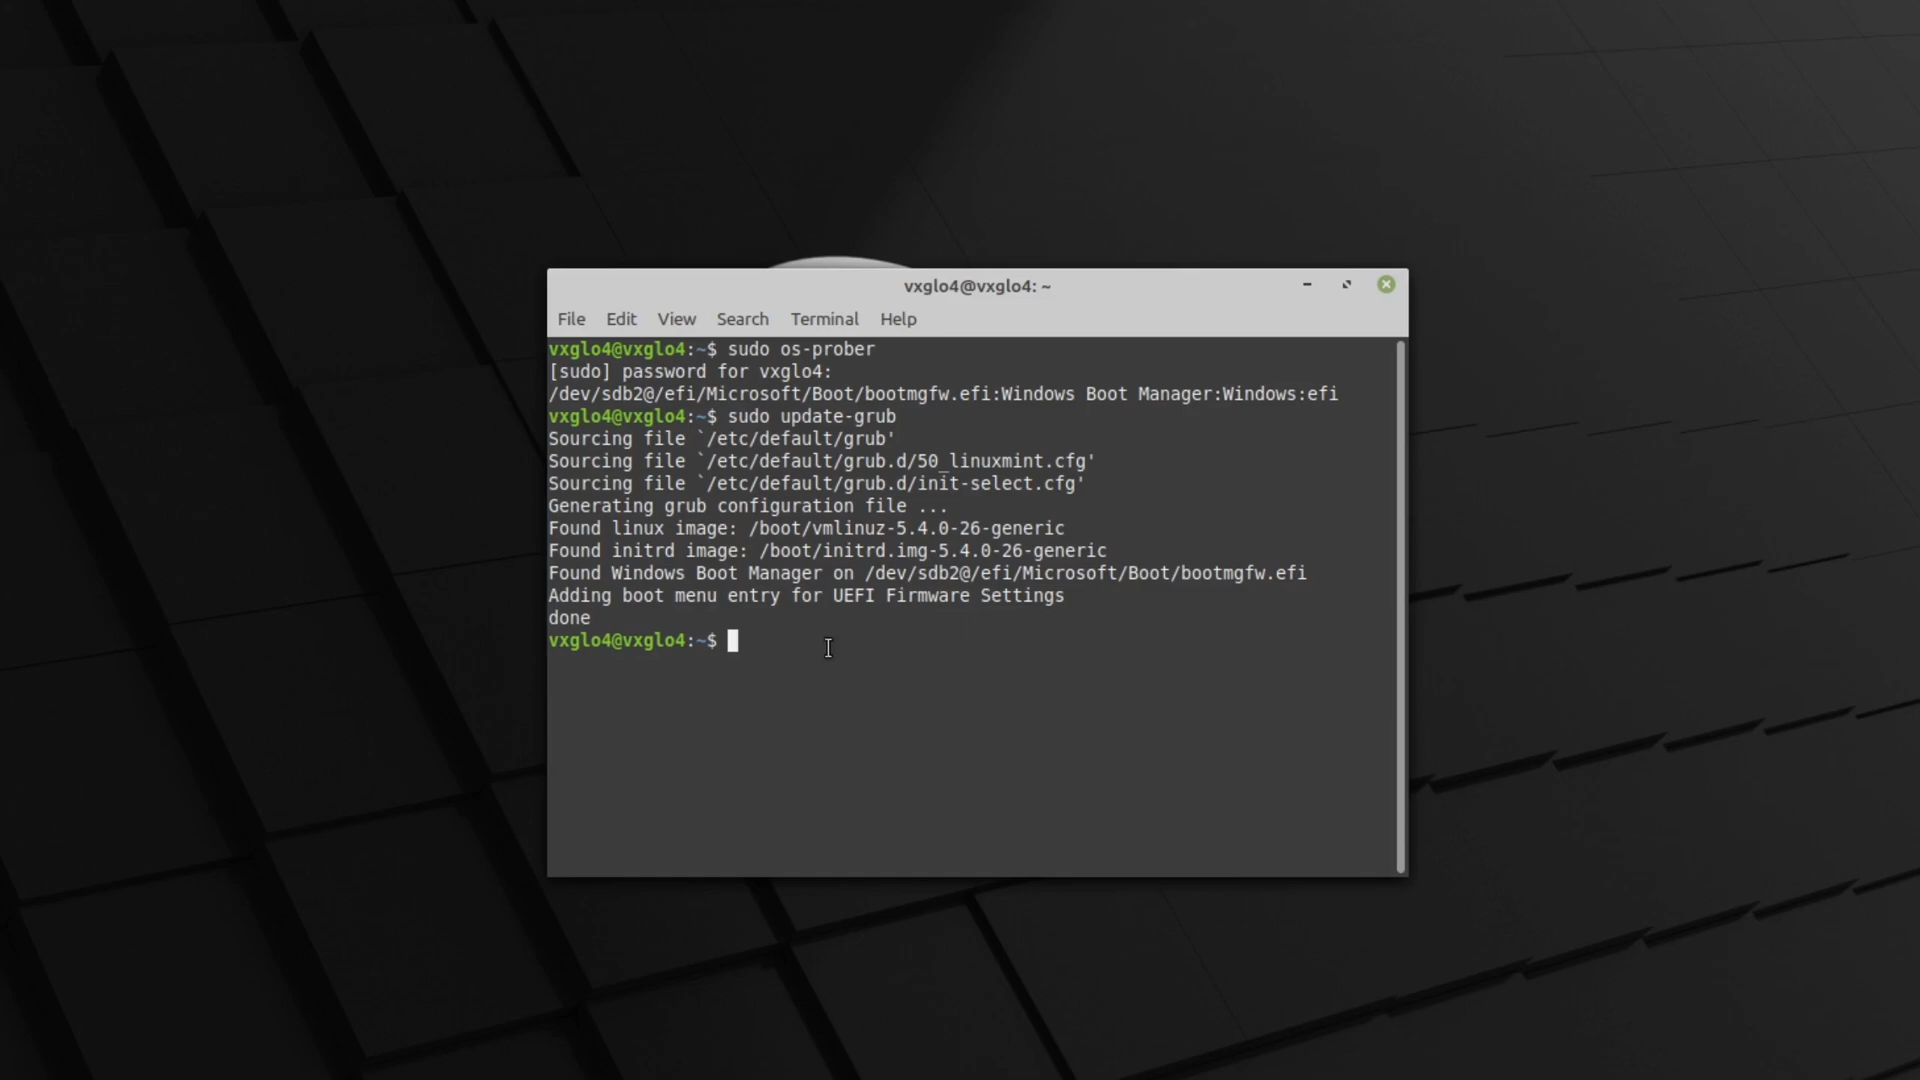 vxglo4@vxglo4: ~
File Edit View Search Terminal Help
vxglo4@vxglo4:~$ sudo os-prober
[sudo] password for vxglo4:
/dev/sdb2@/efi/Microsoft/Boot/bootmgfw.efi:Windows Boot Manager:Windows:efi
vxglo4@vxglo4:~$ sudo update-grub
Sourcing file `/etc/default/grub'
Sourcing file `/etc/default/grub.d/50_linuxmint.cfg'
Sourcing file `/etc/default/grub.d/init-select.cfg'
Generating grub configuration file ...
Found linux image: /boot/vmlinuz-5.4.0-26-generic
Found initrd image: /boot/initrd.img-5.4.0-26-generic
Found Windows Boot Manager on /dev/sdb2@/efi/Microsoft/Boot/bootmgfw.efi
Adding boot menu entry for UEFI Firmware Settings
done
vxglo4@vxglo4:~$